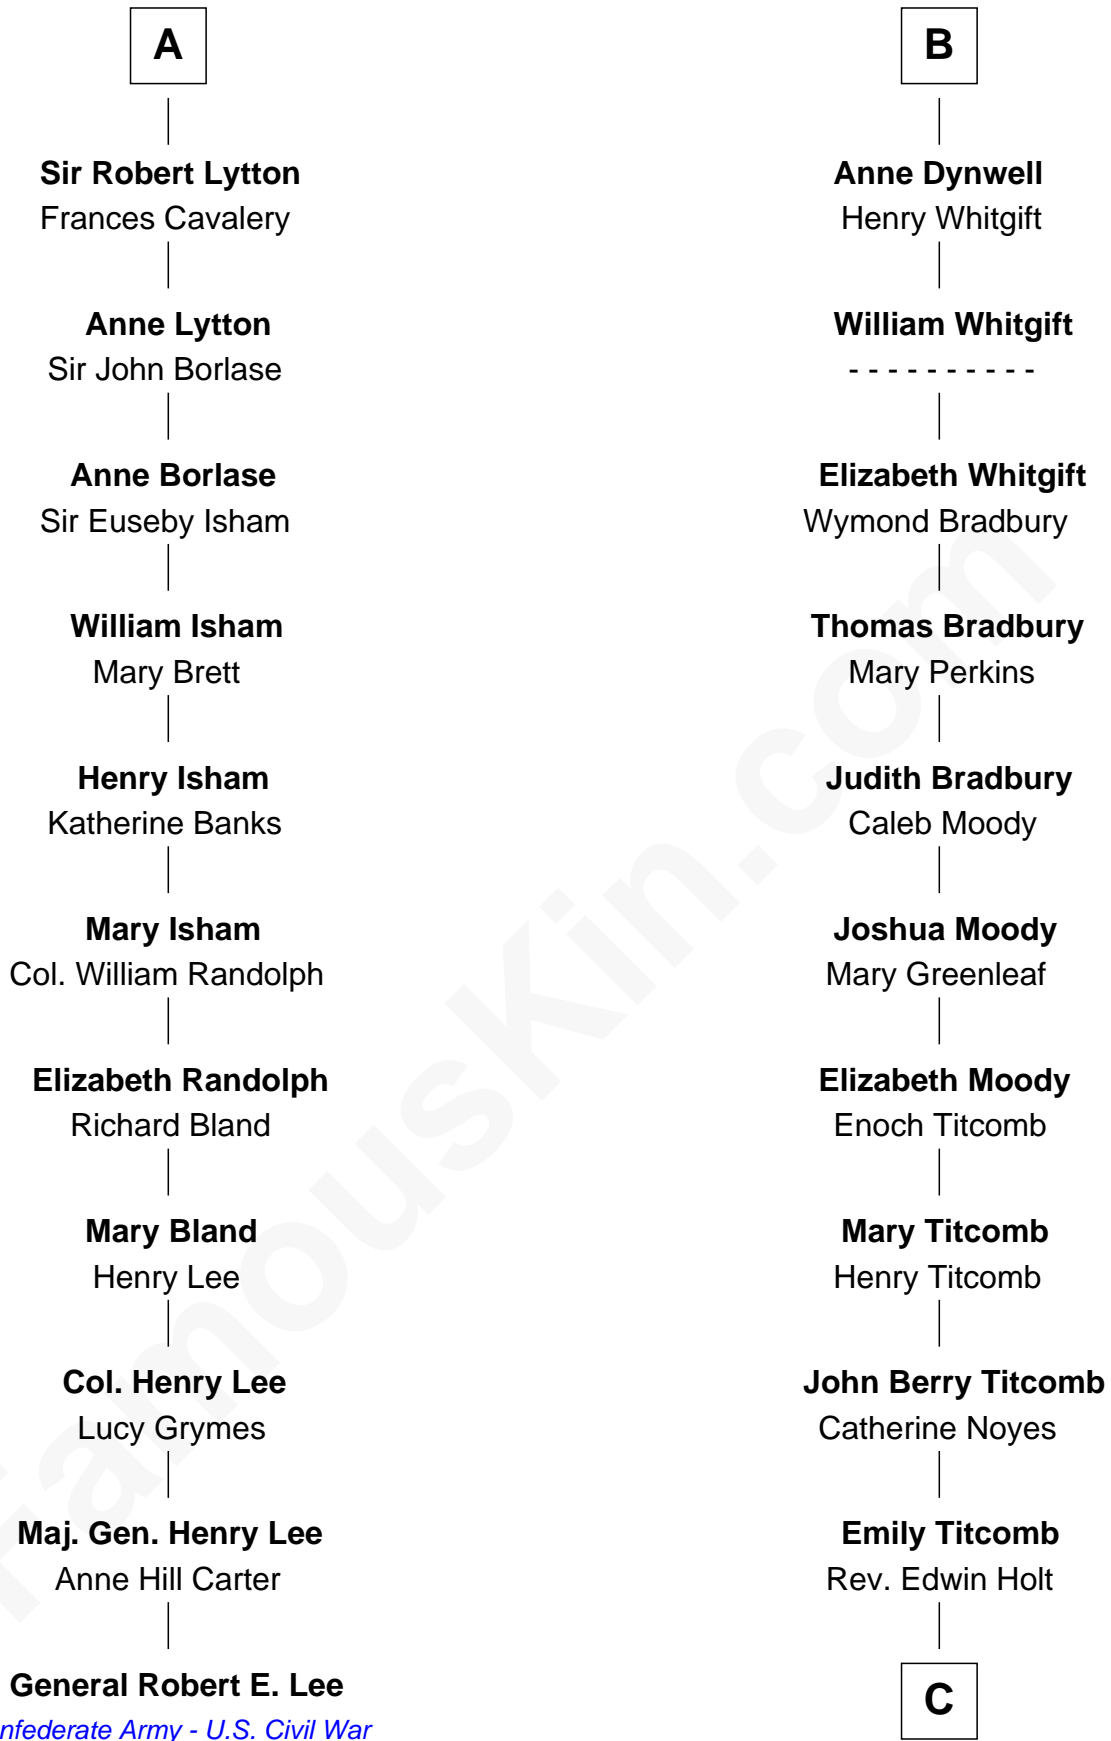 A
Sir Robert Lytton
Frances Cavalery
Anne Lytton
Sir John Borlase
Anne Borlase
Sir Euseby Isham
William Isham
Mary Brett
Henry Isham
Katherine Banks
Mary Isham
Col. William Randolph
Elizabeth Randolph
Richard Bland
Mary Bland
Henry Lee
Col. Henry Lee
Lucy Grymes
Maj. Gen. Henry Lee
Anne Hill Carter
General Robert E. Lee
nfederate Army - U.S. Civil War
B
Anne Dynwell
Henry Whitgift
William Whitgift
- - - - - - - - - -
Elizabeth Whitgift
Wymond Bradbury
Thomas Bradbury
Mary Perkins
Judith Bradbury
Caleb Moody
Joshua Moody
Mary Greenleaf
Elizabeth Moody
Enoch Titcomb
Mary Titcomb
Henry Titcomb
John Berry Titcomb
Catherine Noyes
Emily Titcomb
Rev. Edwin Holt
C
FamousKin.com